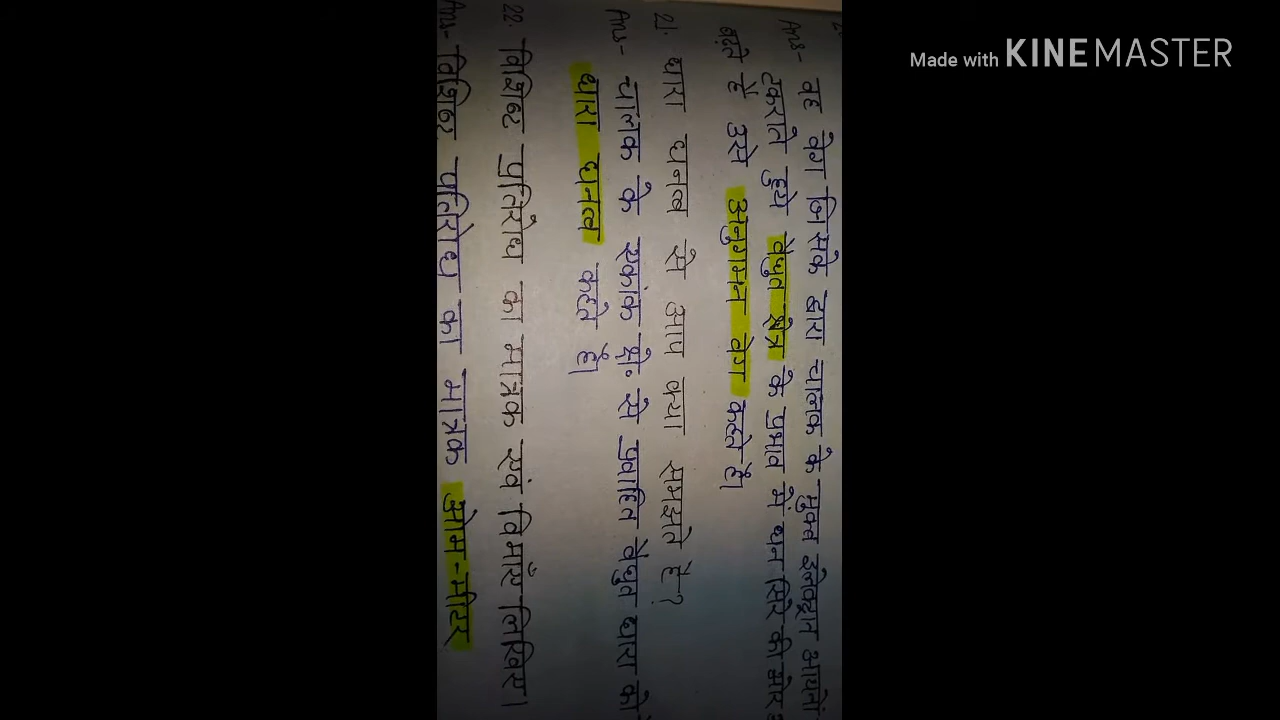 Made with KINEMASTER
Ans- वह वेग जिसके द्वारा चालक के मुक्त इलेक्ट्रान आयनों
टकराते हुये वैधुत क्षेत्र के प्रभाव में धन सिरे की ओर
बढ़ते हैं उसे अनुगमन वेग कहते हैं।
21. धारा घनत्व से आप क्या समझते हैं?
Ans- चालक के एकांक क्षे॰ से प्रवाहित वैधुत धारा को
धारा घनत्व कहते हैं।
22. विशिष्ट प्रतिरोध का मात्रक एंव विमाएँ लिखिए।
Ans- विशिष्ट प्रतिरोध का मात्रक ओम-मीटर